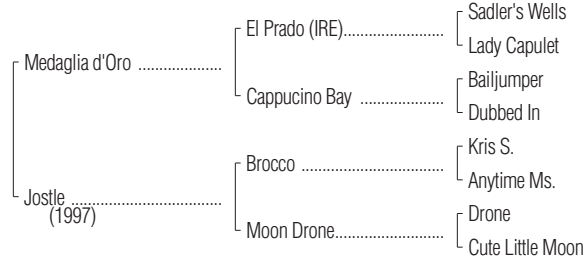 Sadler's Wells
El Prado (IRE)....................
Lady Capulet
Medaglia d'Oro ..................
Bailjumper
Cappucino Bay ..................
Dubbed In
Kris S.
Brocco ..............................
Anytime Ms.
Jostle ................................
(1997)
Drone
Moon Drone.......................
Cute Little Moon